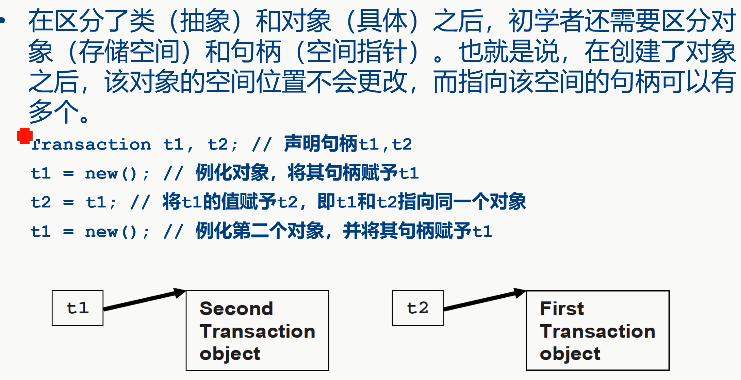 • 在区分了类（抽象）和对象（具体）之后，初学者还需要区分对
象（存储空间）和句柄（空间指针）。也就是说，在创建了对象
之后，该对象的空间位置不会更改，而指向该空间的句柄可以有
多个。
Transaction t1, t2; // 声明句柄t1,t2
t1 = new(); // 例化对象，将其句柄赋予t1
t2 = t1; // 将t1的值赋予t2，即t1和t2指向同一个对象
t1 = new(); // 例化第二个对象，并将其句柄赋予t1
t1
Second
Transaction
object
t2
First
Transaction
object